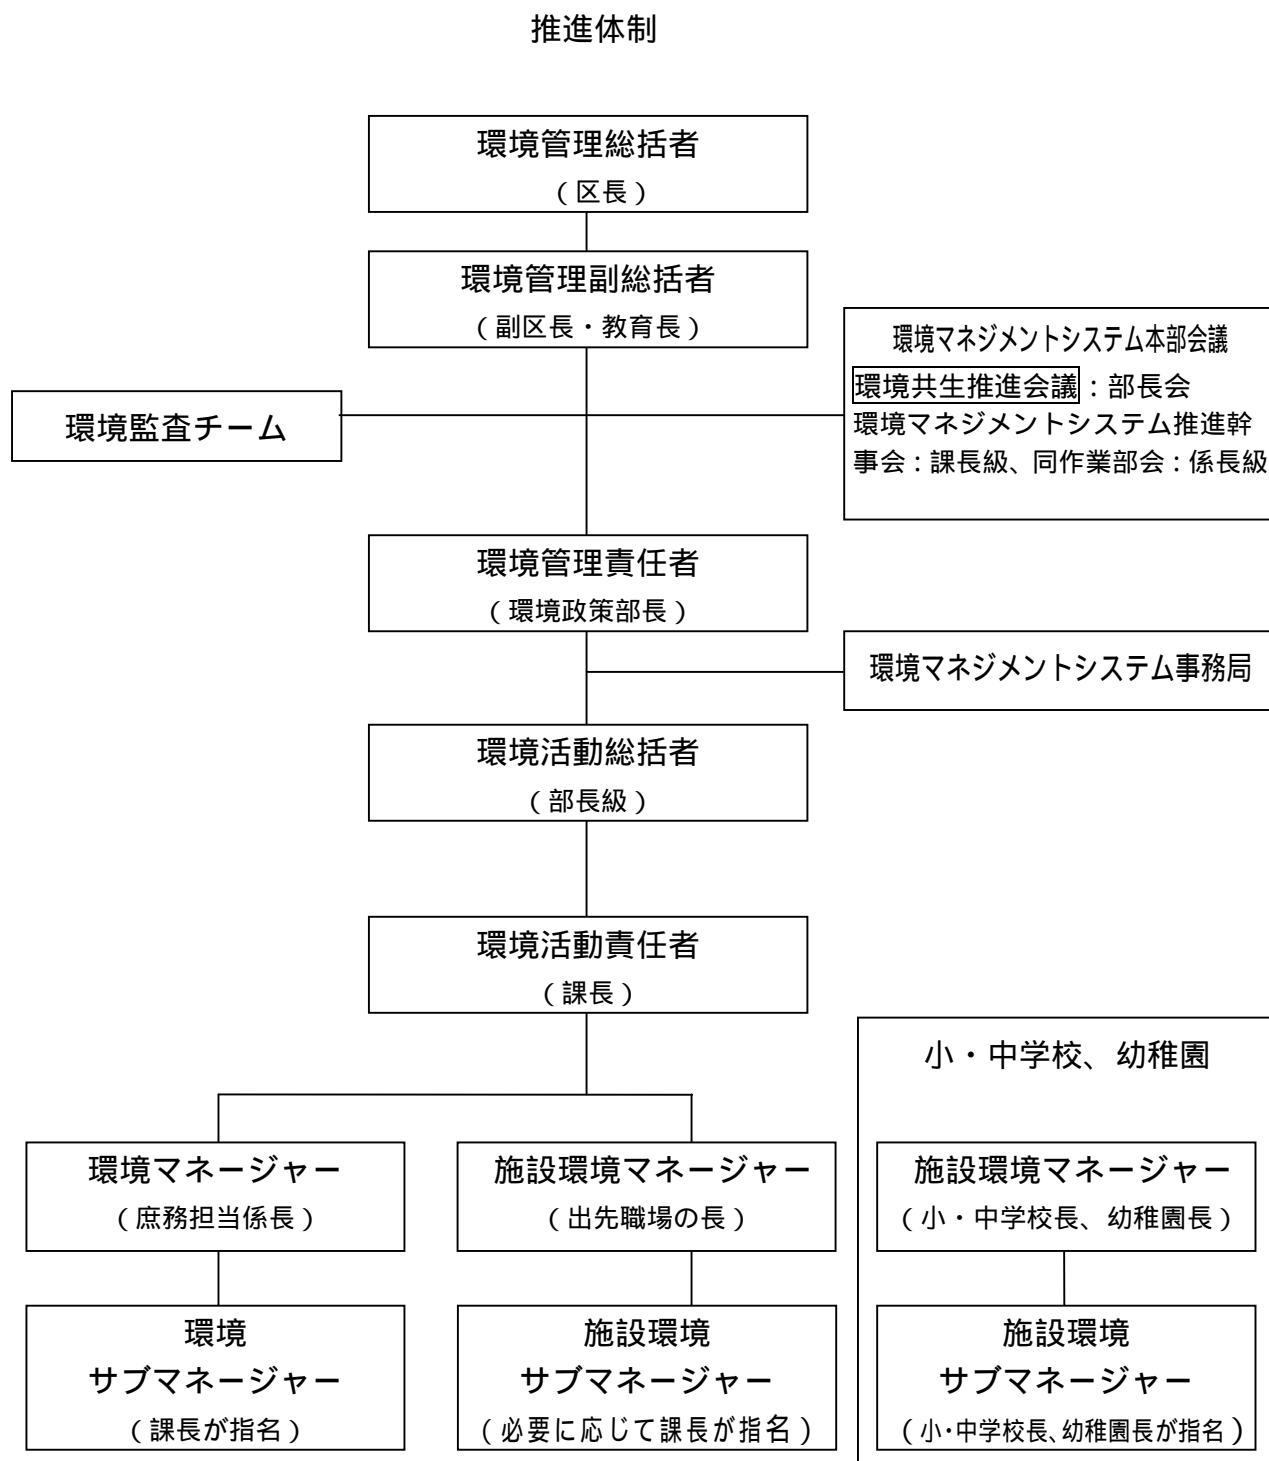 推進体制
環境管理総括者
（区長）
環境管理副総括者
（副区長・教育長）
環境マネジメントシステム本部会議
環境共生推進会議：部長会
環境マネジメントシステム推進幹
事会：課長級、同作業部会：係長級
環境監査チーム
環境管理責任者
（環境政策部長）
環境マネジメントシステム事務局
環境活動総括者
（部長級）
環境活動責任者
（課長）
小・中学校、幼稚園
環境マネージャー
（庶務担当係長）
施設環境マネージャー
（出先職場の長）
施設環境マネージャー
（小・中学校長、幼稚園長）
環境
サブマネージャー
（課長が指名）
施設環境
サブマネージャー
（必要に応じて課長が指名）
施設環境
サブマネージャー
（小・中学校長、幼稚園長が指名）